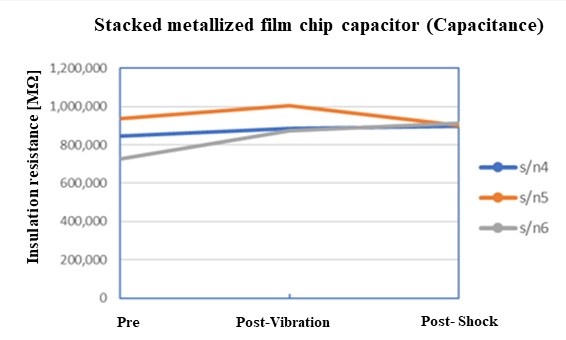 Stacked metallized film chip capacitor (Capacitance)
Insulation resistance [MΩ]
1,200,000
1,000,000
800,000
600,000
400,000
200,000
0
Pre
Post-Vibration
Post- Shock
s/n4
s/n5
s/n6